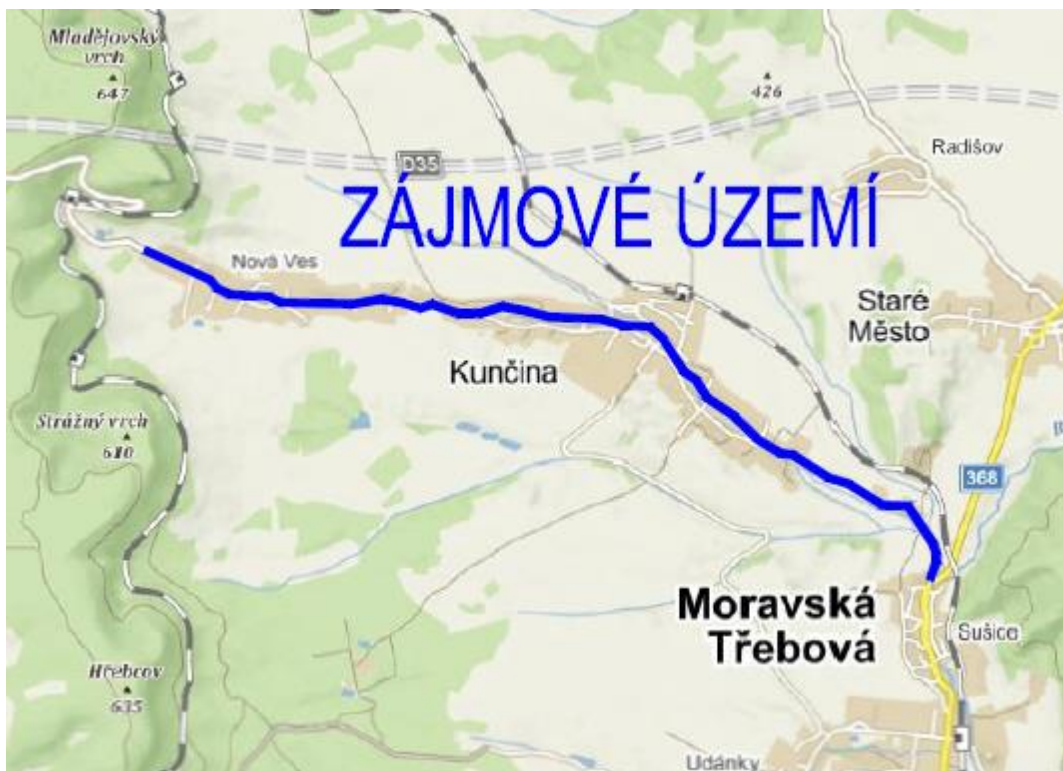 Mladějovský
vrch
647
426
D35
Radišov
ZÁJMOVÉ ÚZEMÍ
Nová Ves
Staré
Město
Kunčina
Strážný vrch
610
368
Moravská
Třebová
Sušice
Hřebcov
635
Udánky